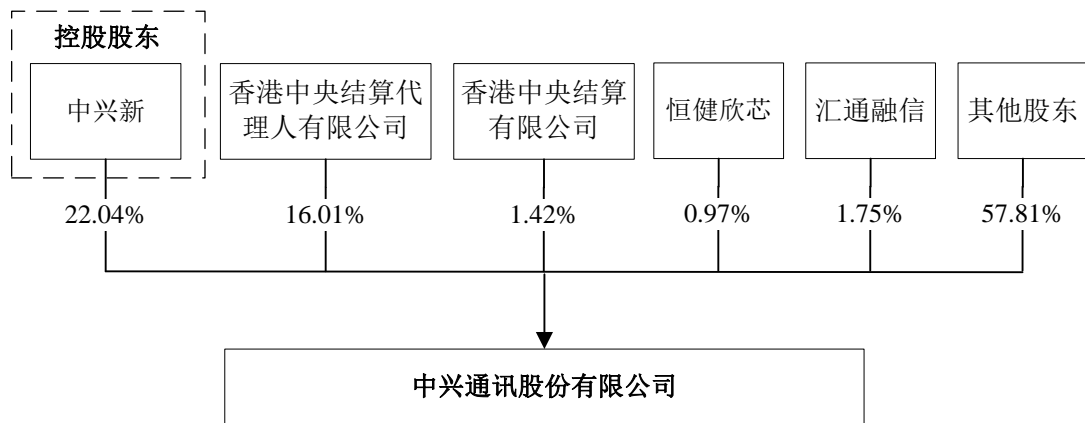 控股股东
中兴新
香港中央结算代
理人有限公司
香港中央结算
有限公司
恒健欣芯
汇通融信
其他股东
22.04%
16.01%
1.42%
0.97%
1.75%
57.81%
中兴通讯股份有限公司